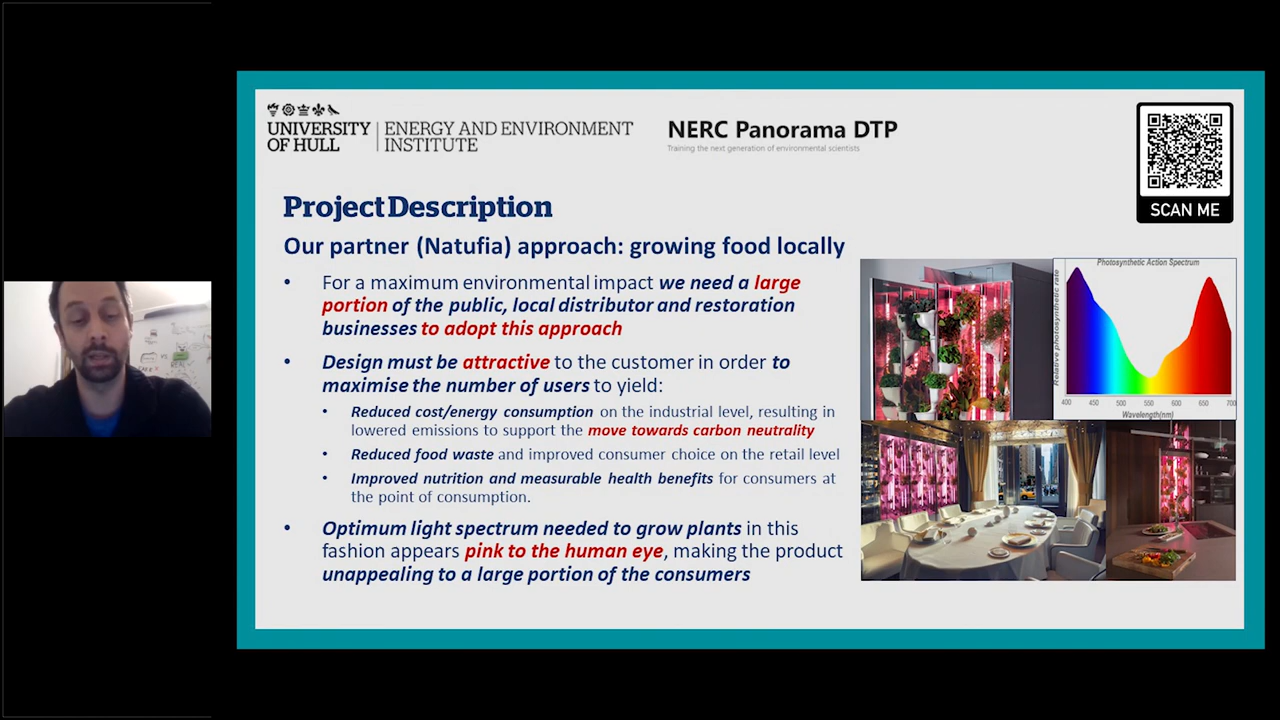 UNIVERSITY
OF HULL
ENERGY AND ENVIRONMENT
INSTITUTE
NERC Panorama DTP
Training the next generation of environmental scientists
SCAN ME
Project Description
Our partner (Natufia) approach: growing food locally
• For a maximum environmental impact we need a large
portion of the public, local distributor and restoration
businesses to adopt this approach
• Design must be attractive to the customer in order to
maximise the number of users to yield:
• Reduced cost/energy consumption on the industrial level, resulting in
lowered emissions to support the move towards carbon neutrality
• Reduced food waste and improved consumer choice on the retail level
• Improved nutrition and measurable health benefits for consumers at
the point of consumption.
• Optimum light spectrum needed to grow plants in this
fashion appears pink to the human eye, making the product
unappealing to a large portion of the consumers
Photosynthetic Action Spectrum
Relative photosynthetic rate
400 450 500 550 600 650 700
Wavelength(nm)